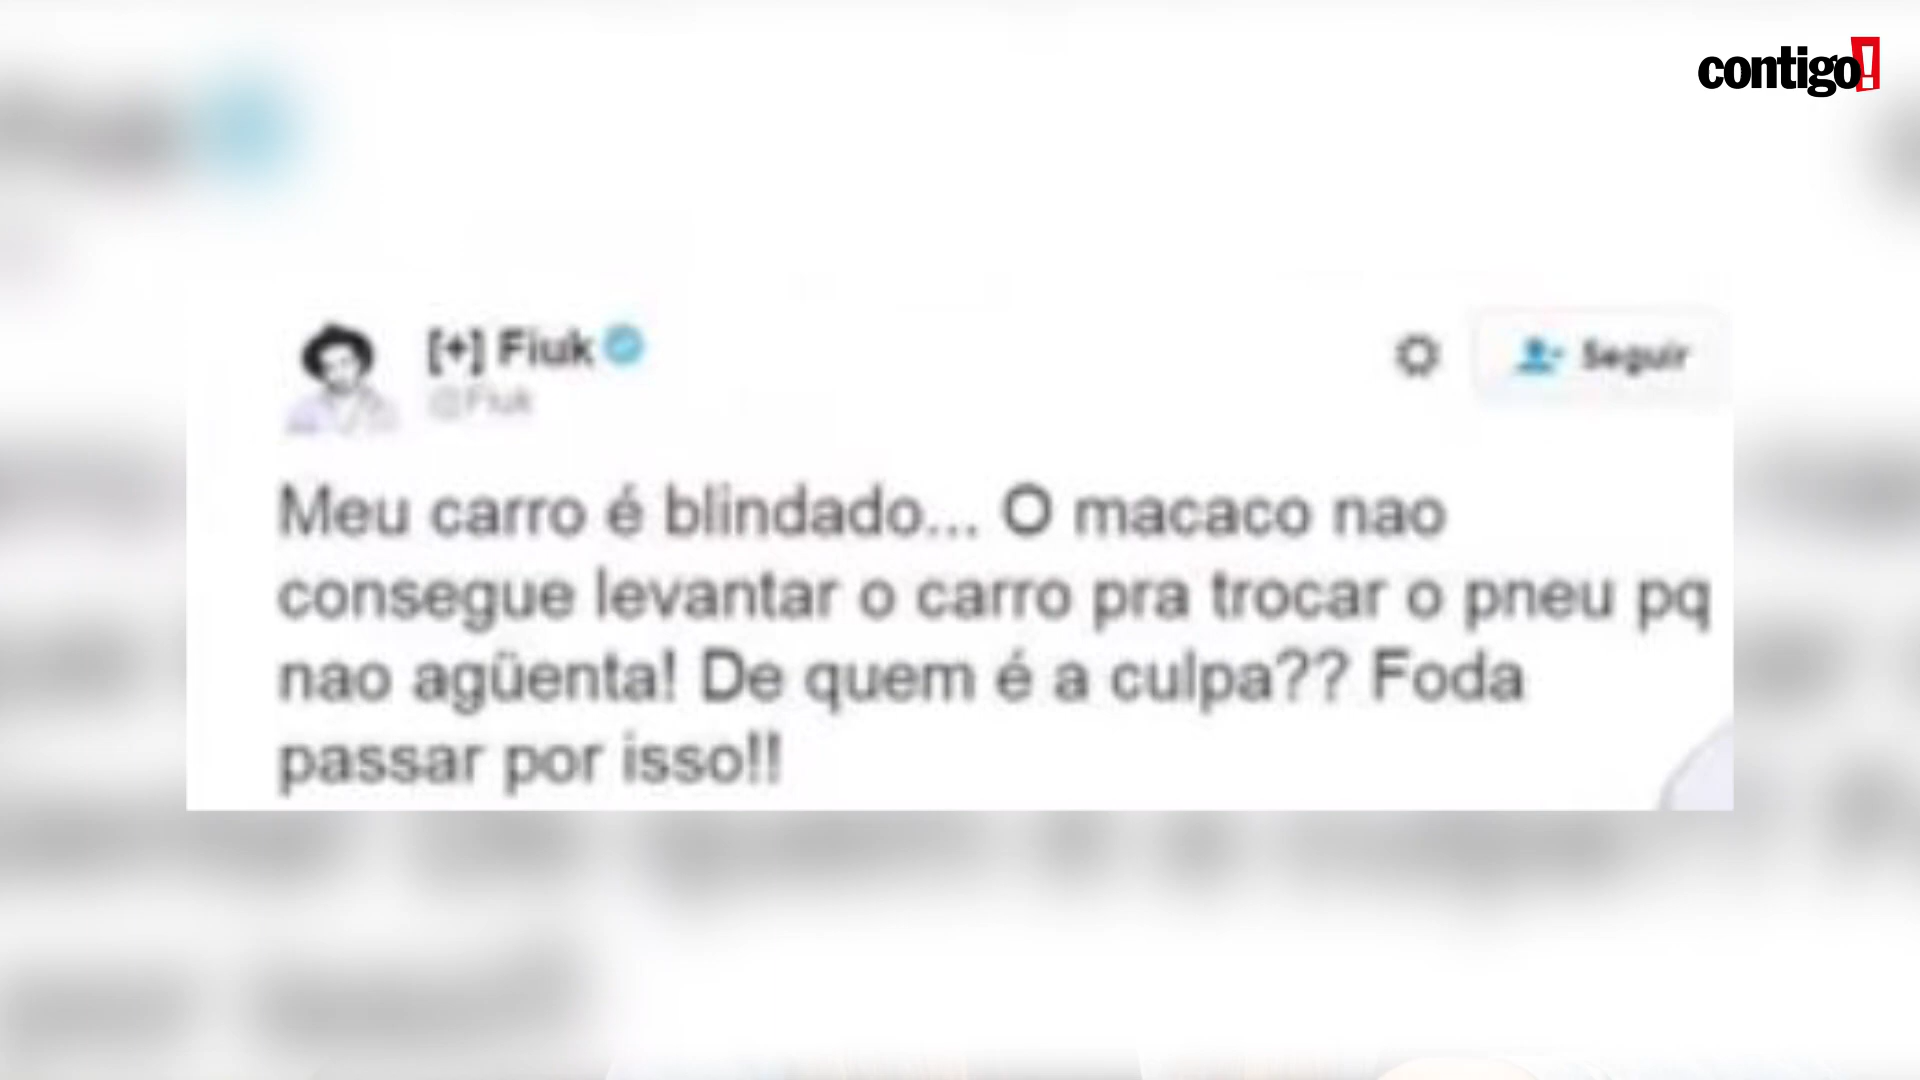 contigo!
[+] Fiuk
@Fiuk
Seguir
Meu carro é blindado... O macaco nao
consegue levantar o carro pra trocar o pneu pq
nao agüenta! De quem é a culpa?? Foda
passar por isso!!